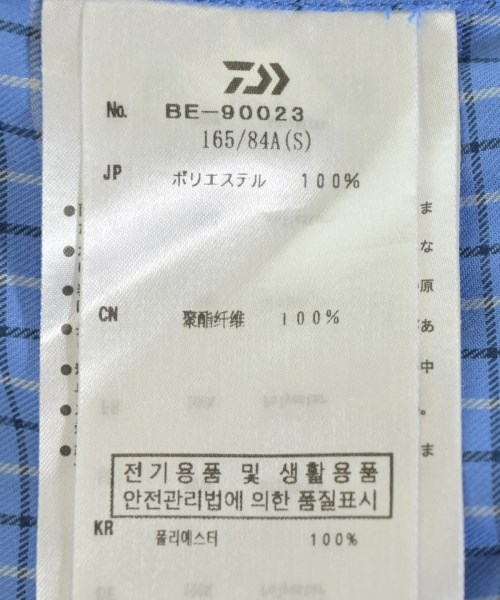 No. BE-90023
165/84A(S)
JP ポリエステル 100%
ま
な
原
あ
CN 聚酯纤维 100%
中
。
ま
전기용품 및 생활용품
안전관리법에 의한 품질표시
KR 폴리에스터 100%